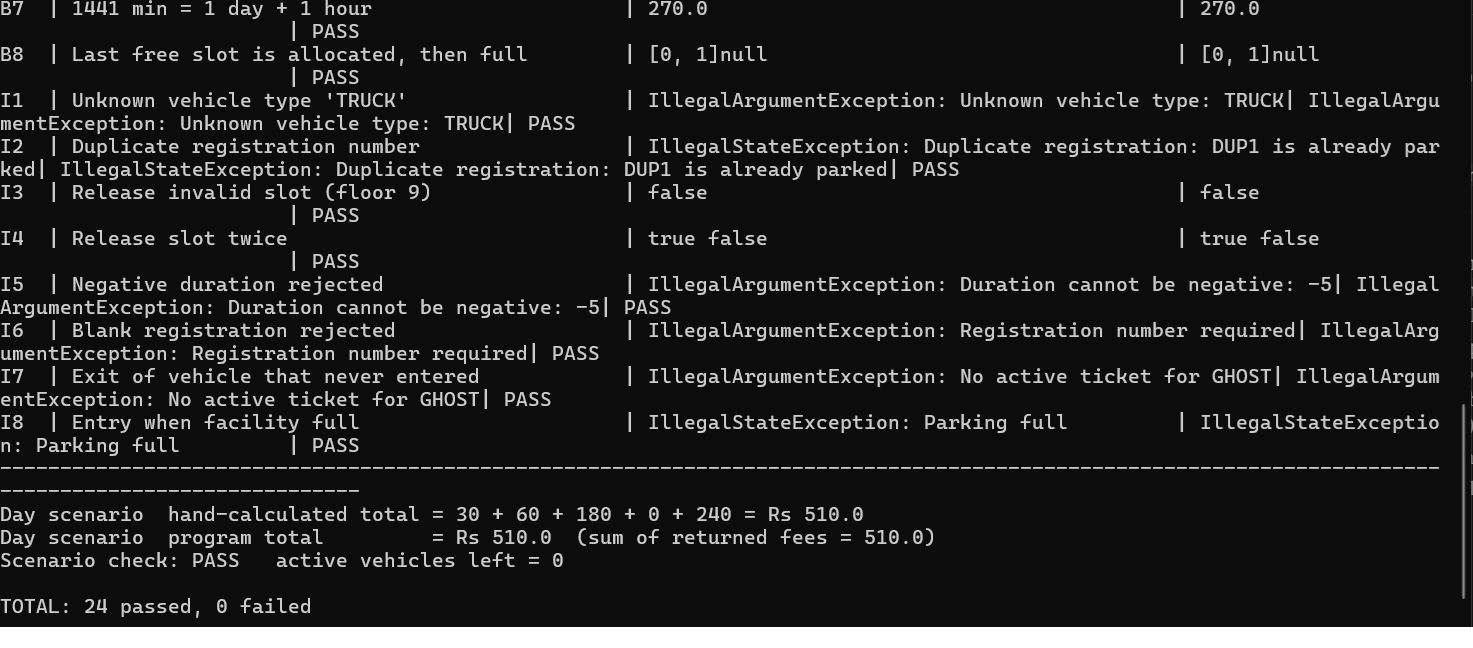 B7  | 1441 min = 1 day + 1 hour                     | 270.0                                       | 270.0
                        | PASS
B8  | Last free slot is allocated, then full        | [0, 1]null                                  | [0, 1]null
                        | PASS
I1  | Unknown vehicle type 'TRUCK'                  | IllegalArgumentException: Unknown vehicle type: TRUCK| IllegalArgu
mentException: Unknown vehicle type: TRUCK| PASS
I2  | Duplicate registration number                 | IllegalStateException: Duplicate registration: DUP1 is already par
ked| IllegalStateException: Duplicate registration: DUP1 is already parked| PASS
I3  | Release invalid slot (floor 9)                | false                                       | false
                        | PASS
I4  | Release slot twice                            | true false                                  | true false
                        | PASS
I5  | Negative duration rejected                    | IllegalArgumentException: Duration cannot be negative: -5| Illegal
ArgumentException: Duration cannot be negative: -5| PASS
I6  | Blank registration rejected                   | IllegalArgumentException: Registration number required| IllegalArg
umentException: Registration number required| PASS
I7  | Exit of vehicle that never entered            | IllegalArgumentException: No active ticket for GHOST| IllegalArgum
entException: No active ticket for GHOST| PASS
I8  | Entry when facility full                      | IllegalStateException: Parking full         | IllegalStateExceptio
n: Parking full         | PASS
------------------------------------------------------------------------------------------------------------------------
------------------------------
Day scenario  hand-calculated total = 30 + 60 + 180 + 0 + 240 = Rs 510.0
Day scenario  program total         = Rs 510.0  (sum of returned fees = 510.0)
Scenario check: PASS   active vehicles left = 0
TOTAL: 24 passed, 0 failed